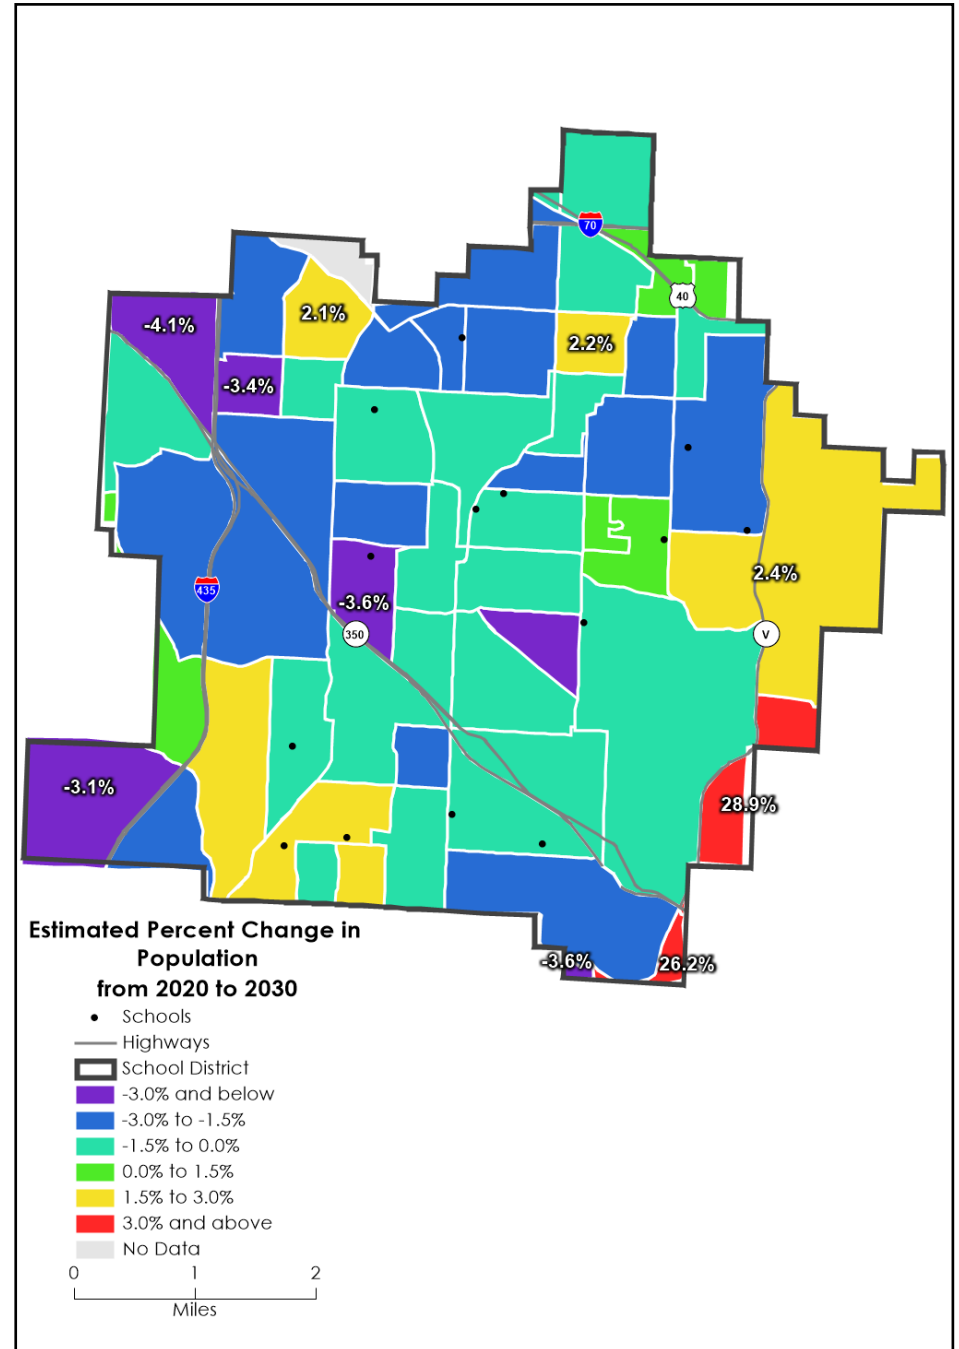 70
40
2.1%
-4.1%
2.2%
-3.4%
2.4%
435
-3.6%
350
V
-3.1%
28.9%
-3.6%
26.2%
Estimated Percent Change in
Population
from 2020 to 2030
Schools
Highways
School District
-3.0% and below
-3.0% to -1.5%
-1.5% to 0.0%
0.0% to 1.5%
1.5% to 3.0%
3.0% and above
No Data
0 1 2
Miles